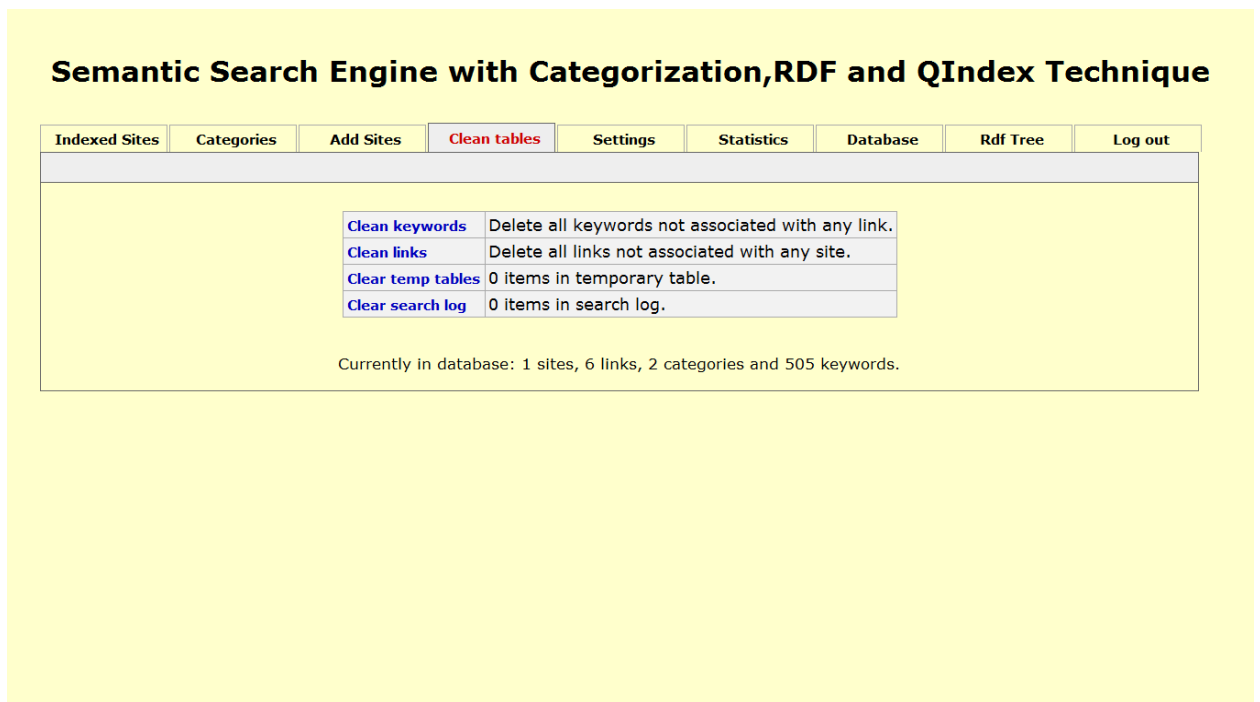 Semantic Search Engine with Categorization,RDF and QIndex Technique
Indexed Sites Categories Add Sites Clean tables Settings Statistics Database Rdf Tree Log out
Clean keywords Delete all keywords not associated with any link.
Clean links Delete all links not associated with any site.
Clear temp tables 0 items in temporary table.
Clear search log 0 items in search log.
Currently in database: 1 sites, 6 links, 2 categories and 505 keywords.